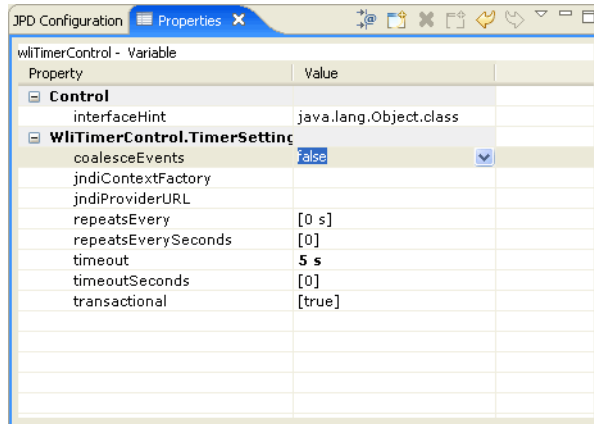 JPD Configuration Properties
wliTimerControl - Variable
Property Value
Control
interfaceHint java.lang.Object.class
WliTimerControl.TimerSetting
coalesceEvents false
jndiContextFactory
jndiProviderURL
repeatsEvery [0 s]
repeatsEverySeconds [0]
timeout 5 s
timeoutSeconds [0]
transactional [true]